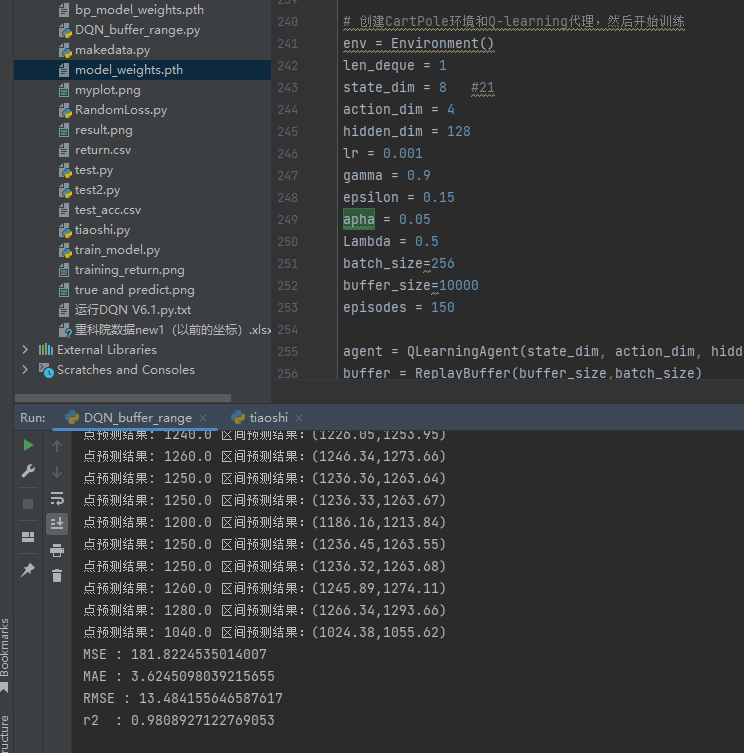 bp_model_weights.pth
DQN_buffer_range.py
makedata.py
model_weights.pth
myplot.png
RandomLoss.py
result.png
return.csv
test.py
test2.py
test_acc.csv
tiaoshi.py
train_model.py
training_return.png
true and predict.png
运行DQN V6.1.py.txt
重科院数据new1（以前的坐标）.xlsx
External Libraries
Scratches and Consoles
239
240 # 创建CartPole环境和Q-learning代理，然后开始训练
241 env = Environment()
242 len_deque = 1
243 state_dim = 8 #21
244 action_dim = 4
245 hidden_dim = 128
246 lr = 0.001
247 gamma = 0.9
248 epsilon = 0.15
249 apha = 0.05
250 Lambda = 0.5
251 batch_size=256
252 buffer_size=10000
253 episodes = 150
254
255 agent = QLearningAgent(state_dim, action_dim, hidd
256 buffer = ReplayBuffer(buffer_size,batch_size)
Run: DQN_buffer_range tiaoshi
点预测结果: 1240.0 区间预测结果：(1226.05,1253.95)
点预测结果: 1260.0 区间预测结果：(1246.34,1273.66)
点预测结果: 1250.0 区间预测结果：(1236.36,1263.64)
点预测结果: 1250.0 区间预测结果：(1236.33,1263.67)
点预测结果: 1200.0 区间预测结果：(1186.16,1213.84)
点预测结果: 1250.0 区间预测结果：(1236.45,1263.55)
点预测结果: 1250.0 区间预测结果：(1236.32,1263.68)
点预测结果: 1260.0 区间预测结果：(1245.89,1274.11)
点预测结果: 1280.0 区间预测结果：(1266.34,1293.66)
点预测结果: 1040.0 区间预测结果：(1024.38,1055.62)
MSE : 181.8224535014007
MAE : 3.6245098039215655
RMSE : 13.484155646587617
r2 : 0.9808927122769053
Bookmarks
ructure